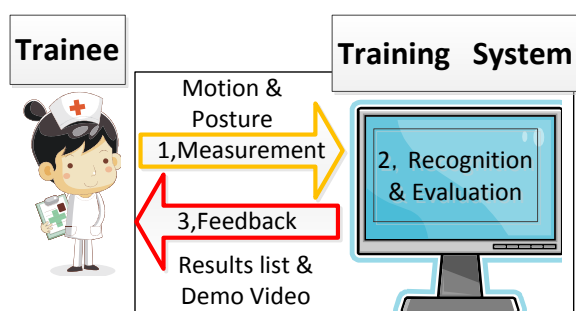 Trainee
Training System
Motion &
Posture
1,Measurement
2, Recognition
& Evaluation
3,Feedback
Results list &
Demo Video